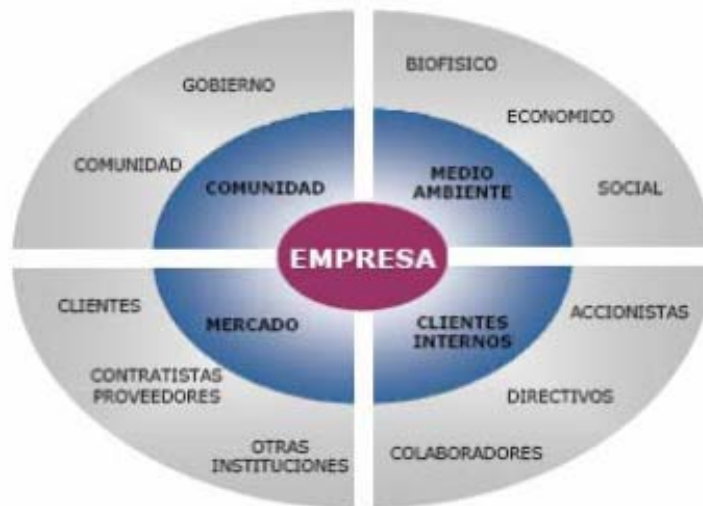 GOBIERNO
COMUNIDAD
COMUNIDAD
BIOFISICO
ECONOMICO
SOCIAL
MEDIO
AMBIENTE
EMPRESA
CLIENTES
CONTRATISTAS
PROVEEDORES
OTRAS
INSTITUCIONES
MERCADO
CLIENTES
INTERNOS
ACCIONISTAS
DIRECTIVOS
COLABORADORES